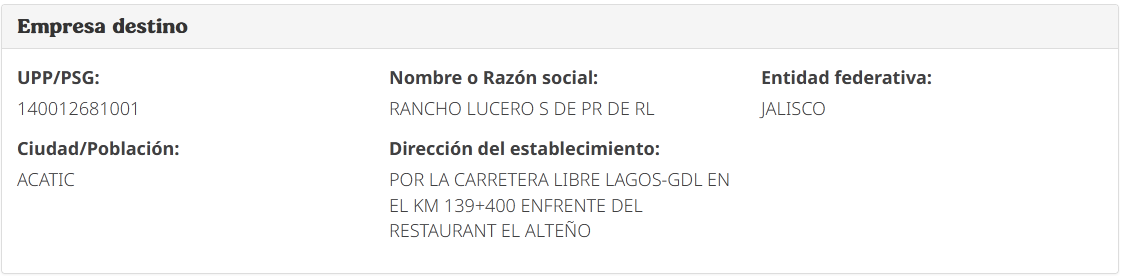 Empresa destino
UPP/PSG:
140012681001
Nombre o Razón social:
RANCHO LUCERO S DE PR DE RL
Entidad federativa:
JALISCO
Ciudad/Población:
ACATIC
Dirección del establecimiento:
POR LA CARRETERA LIBRE LAGOS-GDL EN
EL KM 139+400 ENFRENTE DEL
RESTAURANT EL ALTEÑO